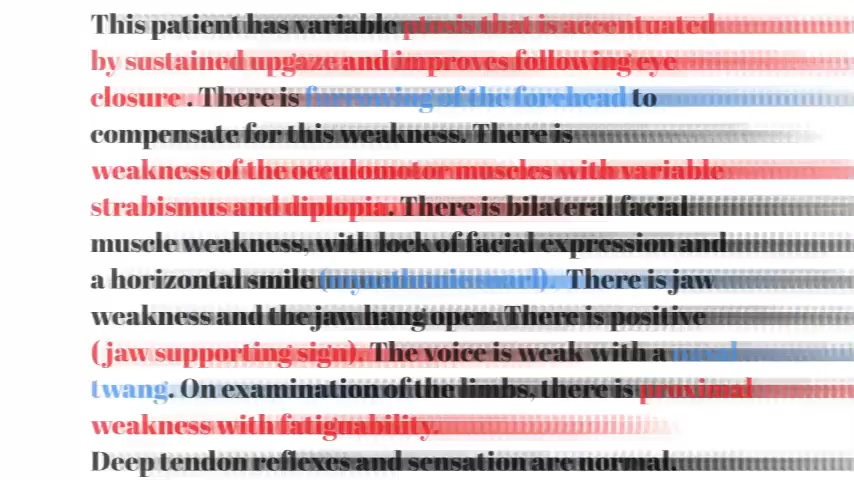 This patient has variable ptosis that is accentuated
by sustained upgaze and improves following eye
closure . There is furrowing of the forehead to
compensate for this weakness. There is
weakness of the occulomotor muscles with variable
strabismus and diplopia. There is bilateral facial
muscle weakness, with lock of facial expression and
a horizontal smile (myasthenic snarl). There is jaw
weakness and the jaw hang open. There is positive
( jaw supporting sign). The voice is weak with a nasal
twang. On examination of the limbs, there is proximal
weakness with fatiguability.
Deep tendon reflexes and sensation are normal.